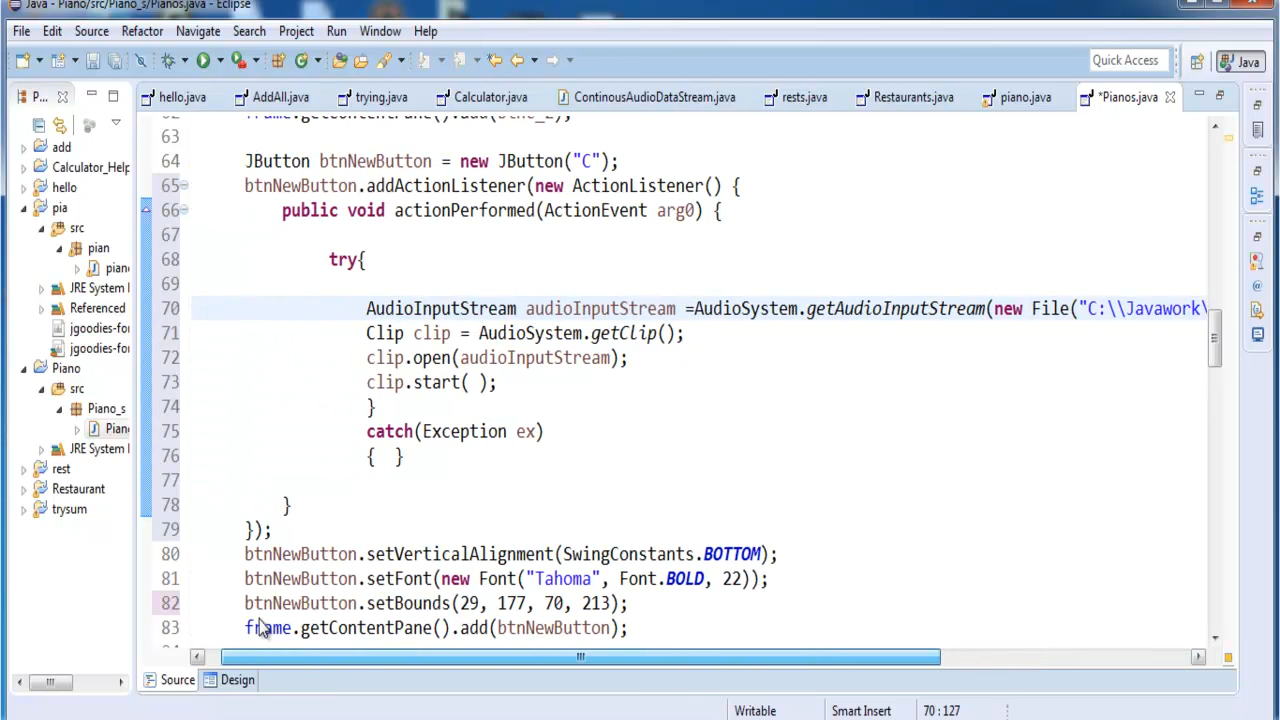 Java - Piano/src/Piano_s/Pianos.java - Eclipse
File Edit Source Refactor Navigate Search Project Run Window Help
Quick Access
Java
P...
hello.java
AddAll.java
trying.java
Calculator.java
ContinousAudioDataStream.java
rests.java
Restaurants.java
piano.java
*Pianos.java
add
Calculator_Help
hello
pia
src
pian
piano
JRE System
Referenced
jgoodies-for
jgoodies-for
Piano
src
Piano_s
Piano
JRE System
rest
Restaurant
trysum
62 frame.getContentPane().add(btnG_2);
63
64 JButton btnNewButton = new JButton("C");
65 btnNewButton.addActionListener(new ActionListener() {
66 public void actionPerformed(ActionEvent arg0) {
67
68 try{
69
70 AudioInputStream audioInputStream =AudioSystem.getAudioInputStream(new File("C:\\Javawork\
71 Clip clip = AudioSystem.getClip();
72 clip.open(audioInputStream);
73 clip.start( );
74 }
75 catch(Exception ex)
76 { }
77
78 }
79 });
80 btnNewButton.setVerticalAlignment(SwingConstants.BOTTOM);
81 btnNewButton.setFont(new Font("Tahoma", Font.BOLD, 22));
82 btnNewButton.setBounds(29, 177, 70, 213);
83 frame.getContentPane().add(btnNewButton);
Source Design
Writable
Smart Insert
70 : 127